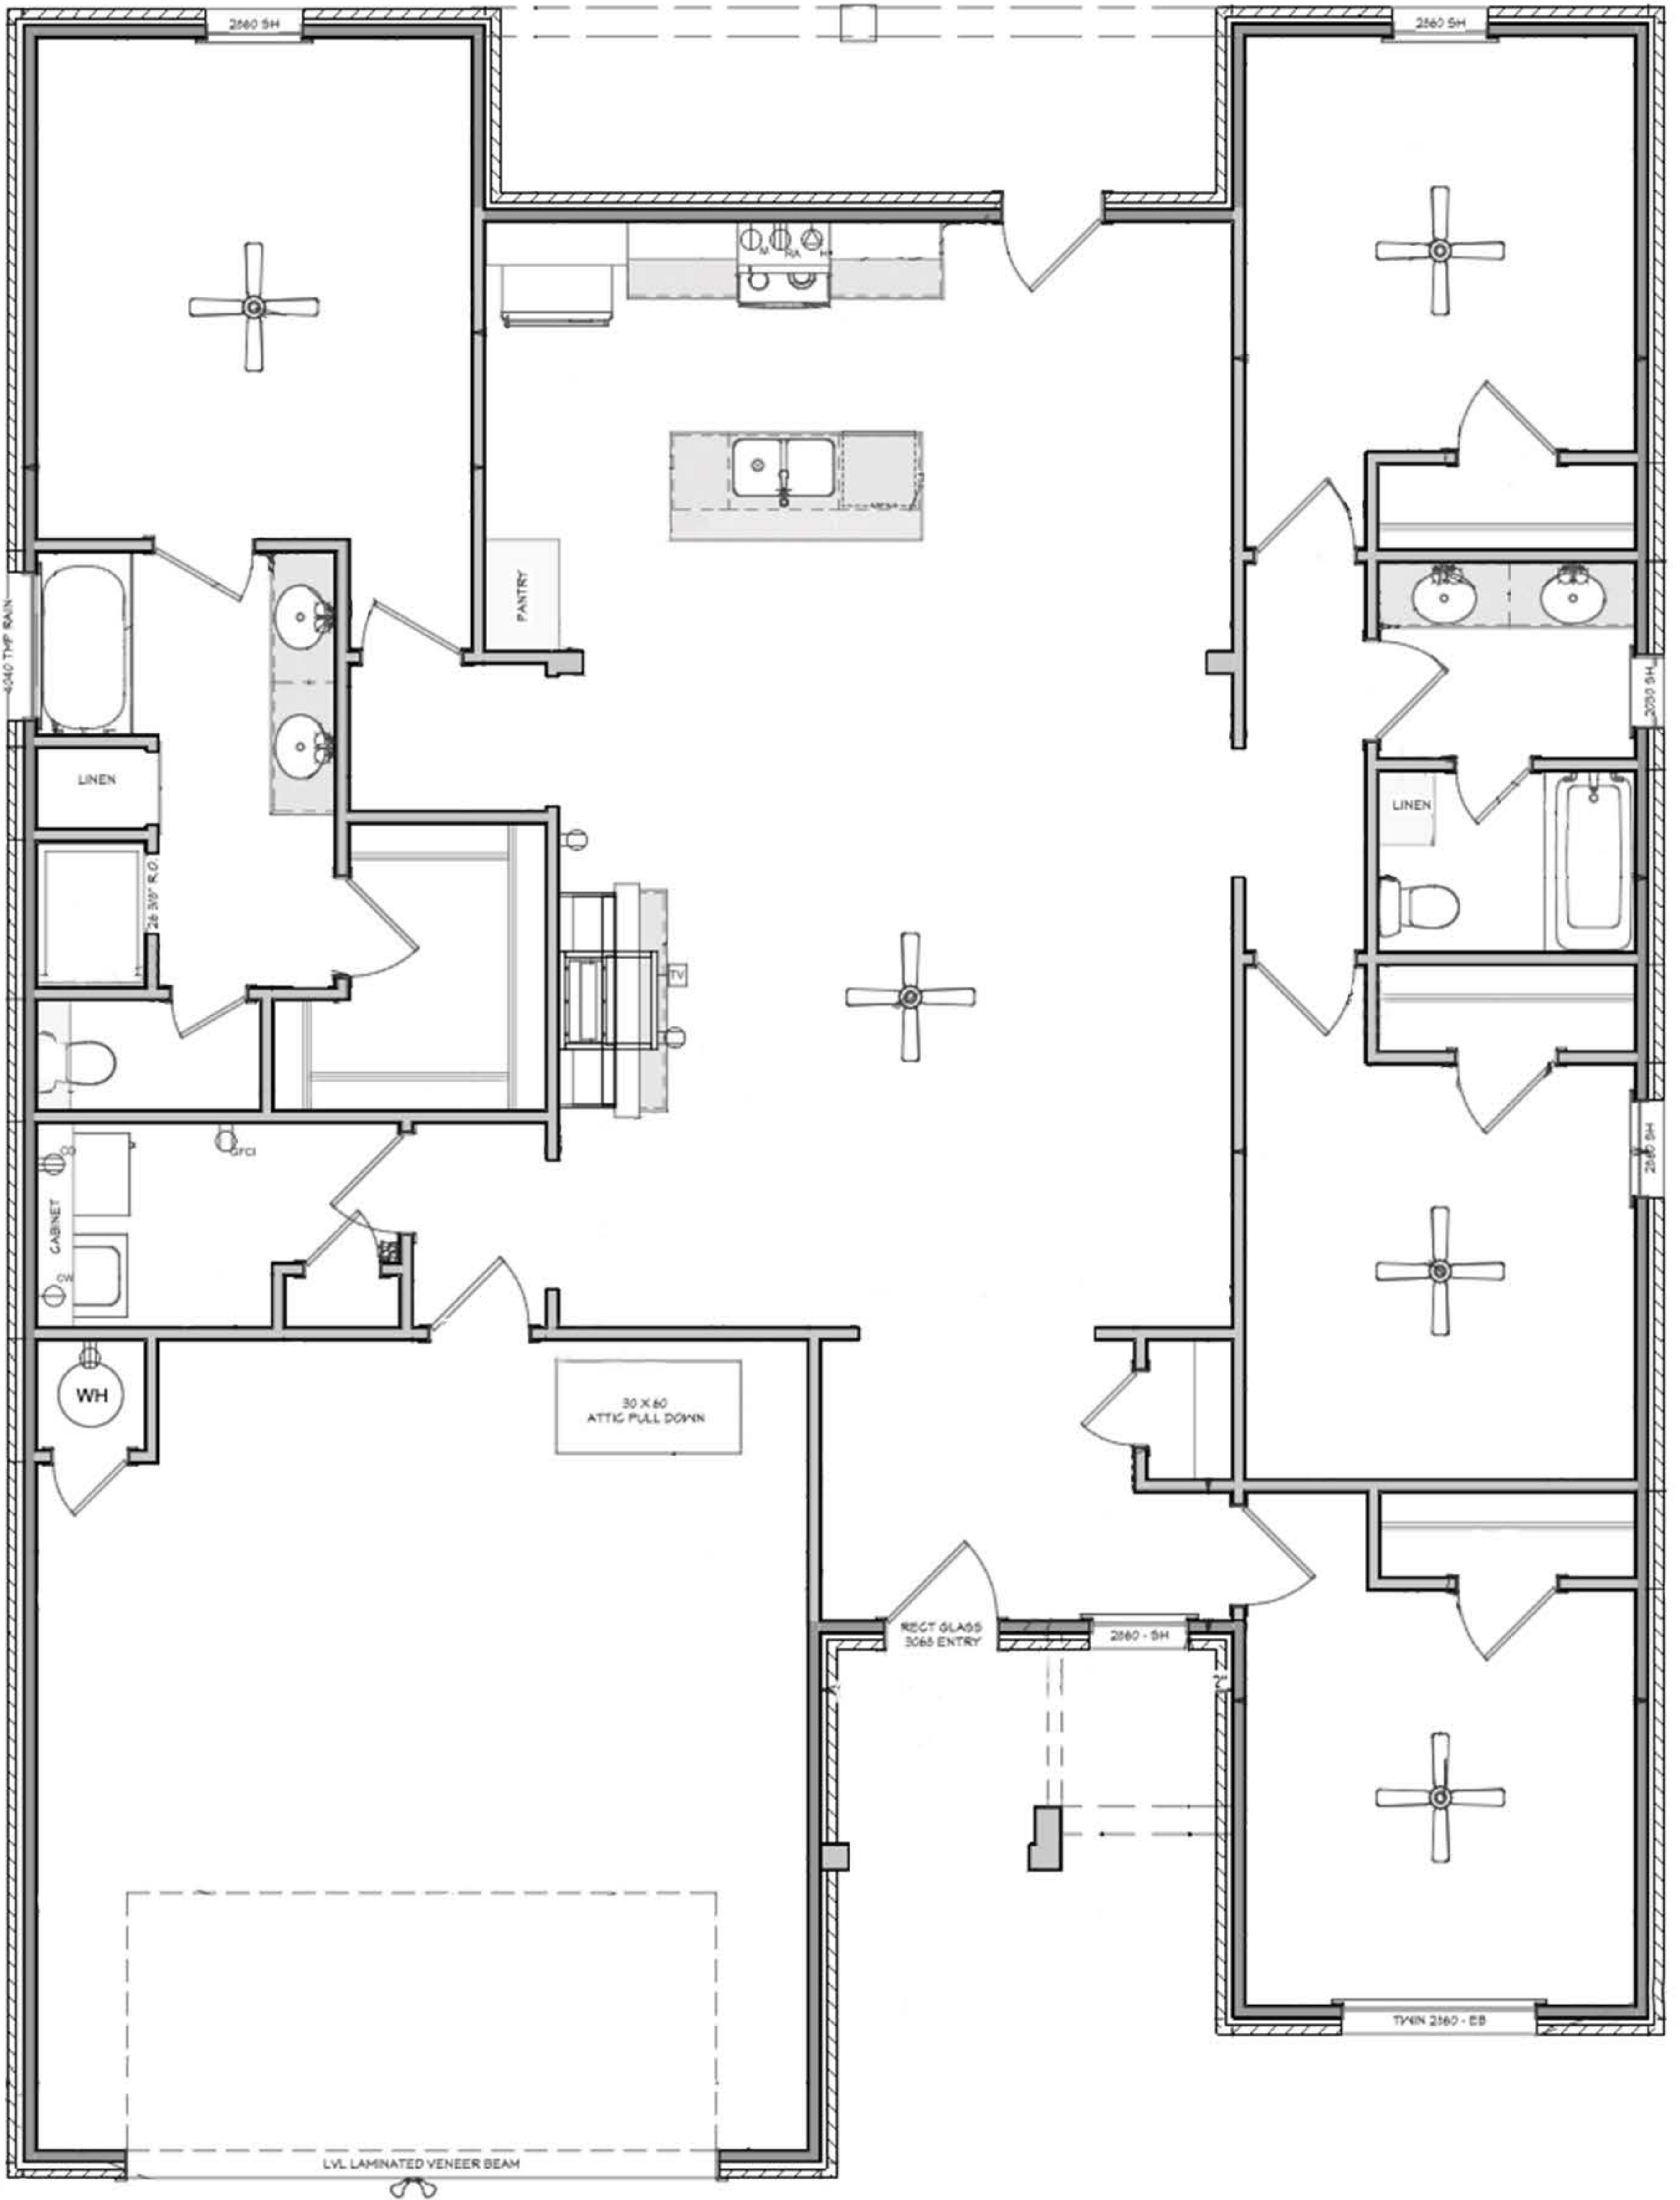 2860 SH
2860 SH
PANTRY
4040 TMP RAIN
2030 SH
LINEN
LINEN
26 3/8" R.O.
TV
GFCI
2860 SH
CABINET
CW
WH
30 X 60
ATTIC PULL DOWN
RECT GLASS
3068 ENTRY
2860 - SH
TWIN 2860 - EB
LVL LAMINATED VENEER BEAM